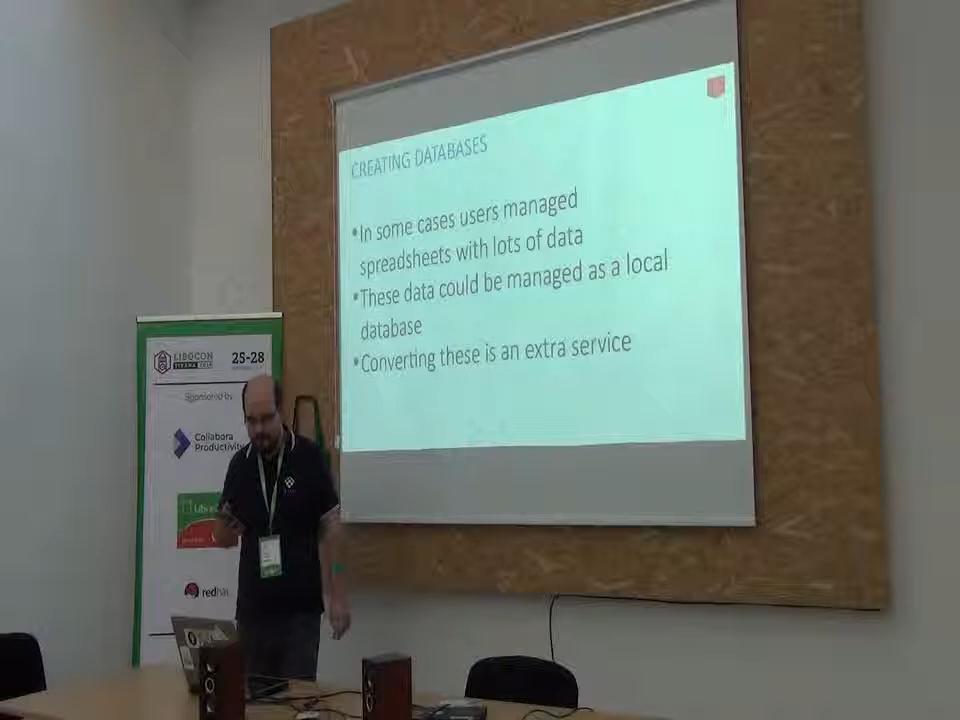 CREATING DATABASES
•In some cases users managed
spreadsheets with lots of data
•These data could be managed as a local
database
•Converting these is an extra service
LIBOCON
25-28
Sponsored by
Collabora
Productivity
redhat